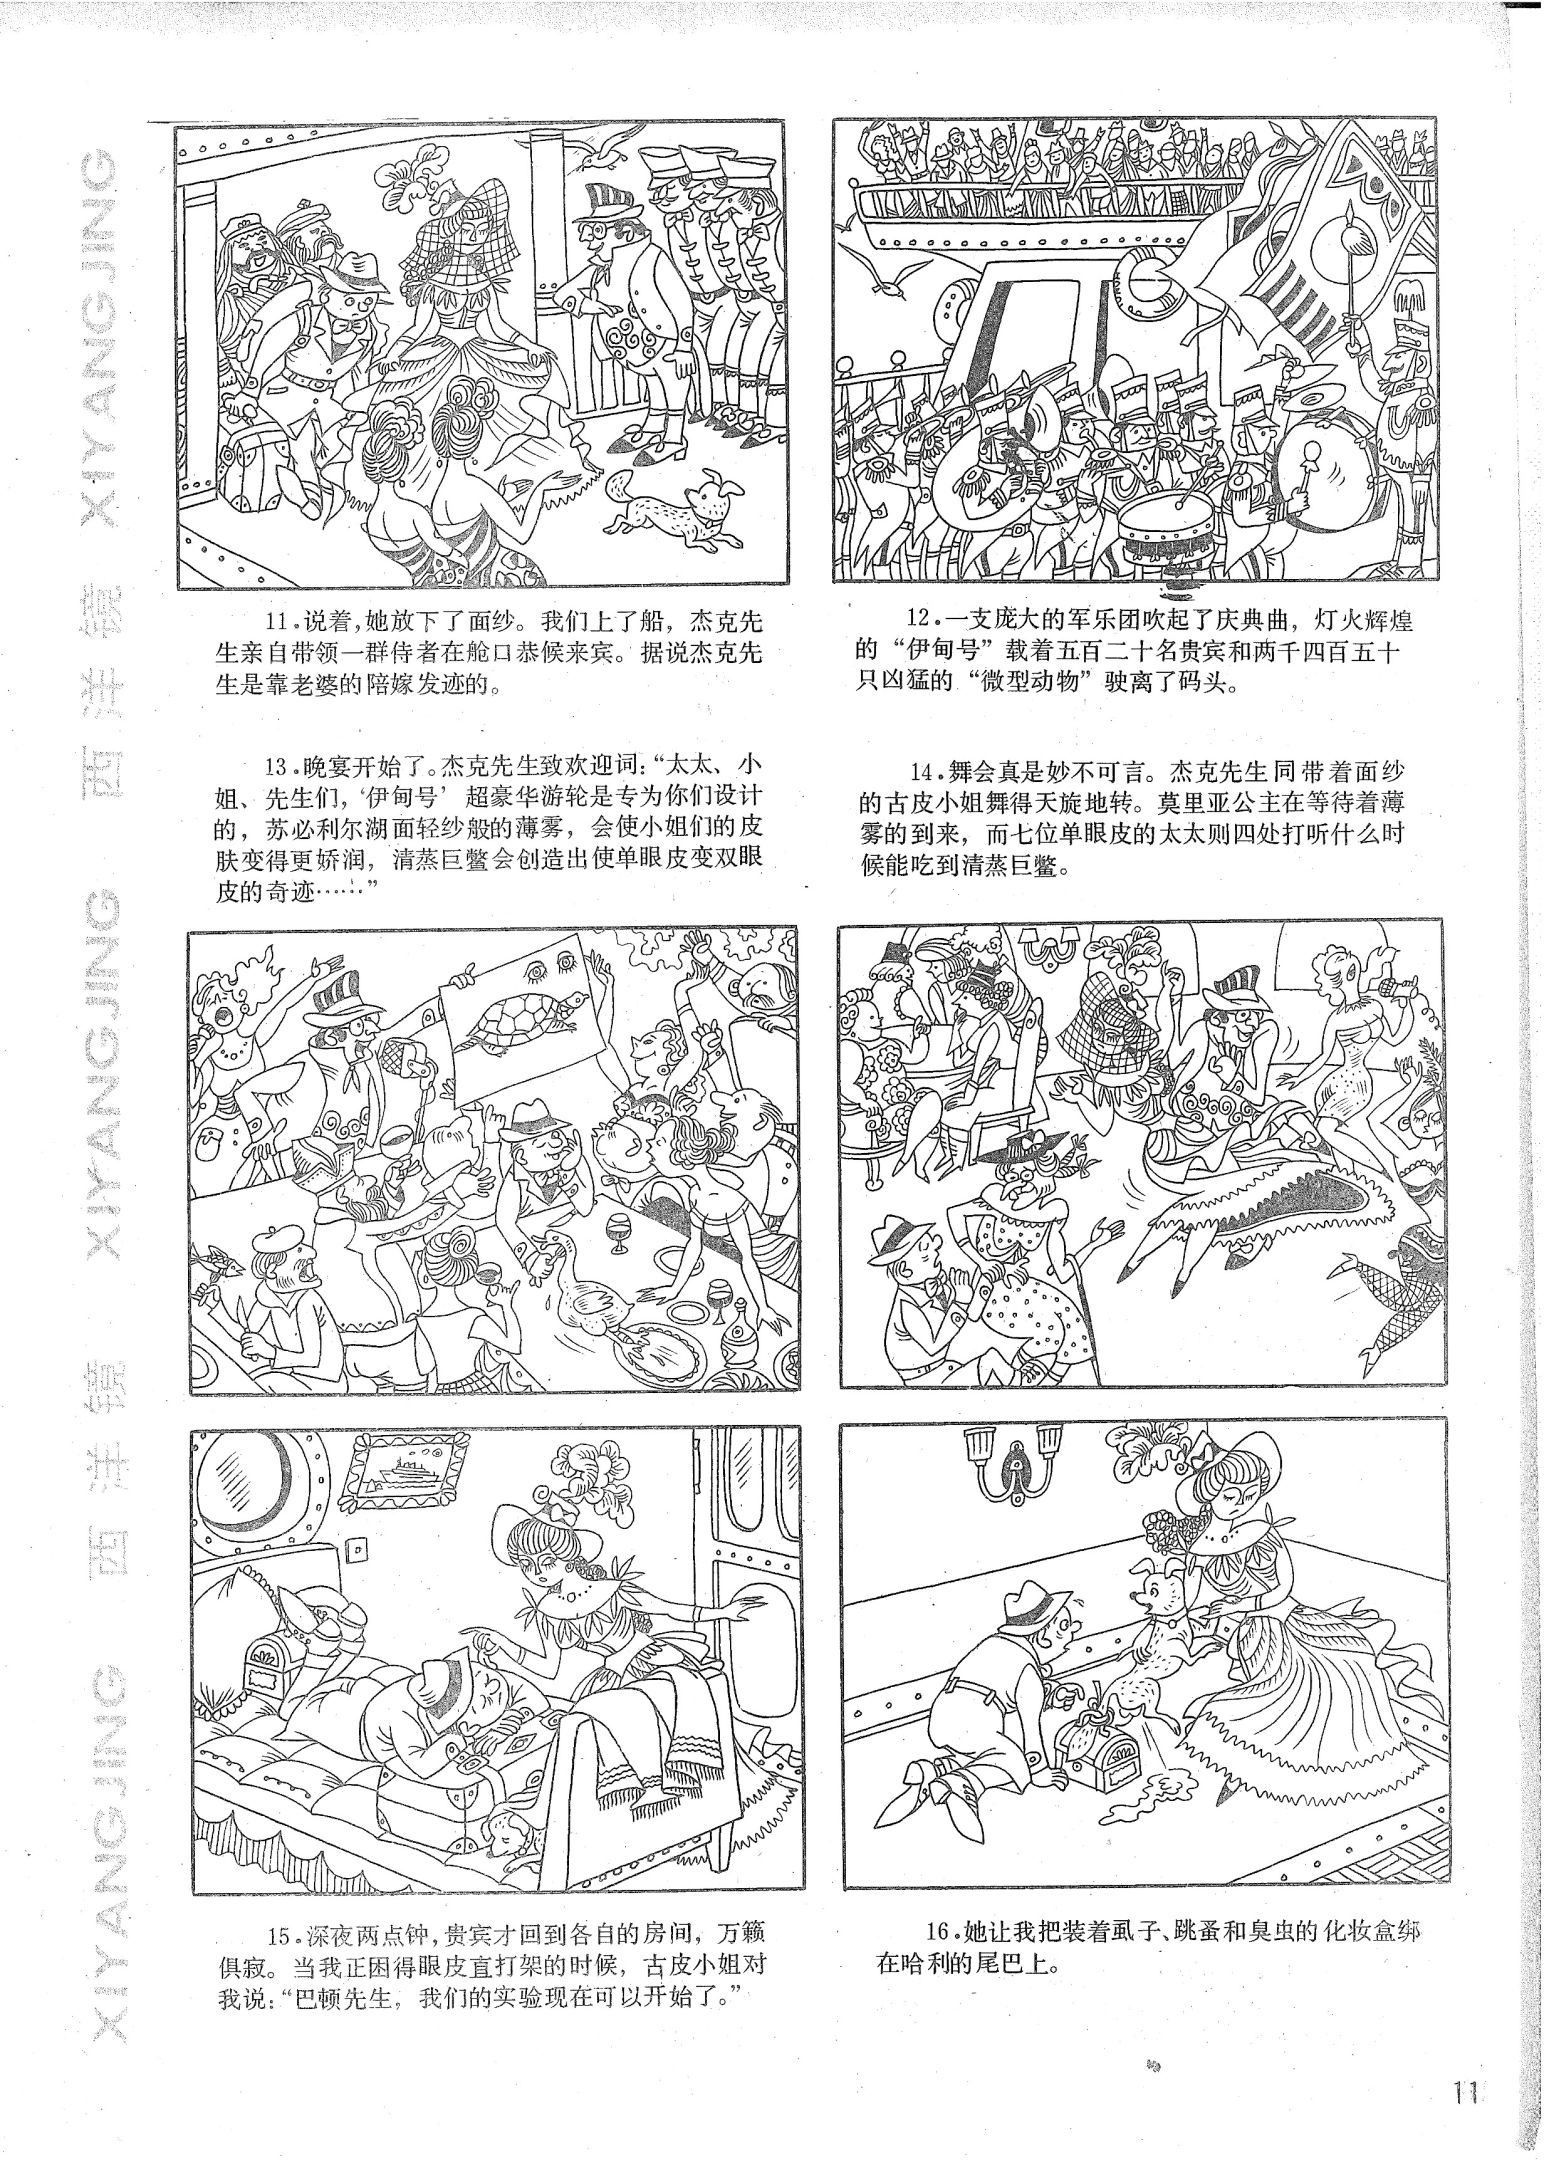 11.说着,她放下了面纱。我们上了船，杰克先
生亲自带领一群侍者在舱口恭候来宾。据说杰克先
生是靠老婆的陪嫁发迹的。
12.一支庞大的军乐团吹起了庆典曲，灯火辉煌
的“伊甸号”载着五百二十名贵宾和两千四百五十
只凶猛的“微型动物”驶离了码头。
13.晚宴开始了。杰克先生致欢迎词:“太太、小
姐、先生们,‘伊甸号’超豪华游轮是专为你们设计
的，苏必利尔湖面轻纱般的薄雾，会使小姐们的皮
肤变得更娇润，清蒸巨鳖会创造出使单眼皮变双眼
皮的奇迹……”
14.舞会真是妙不可言。杰克先生同带着面纱
的古皮小姐舞得天旋地转。莫里亚公主在等待着薄
雾的到来，而七位单眼皮的太太则四处打听什么时
候能吃到清蒸巨鳖。
15.深夜两点钟,贵宾才回到各自的房间，万籁
俱寂。当我正困得眼皮直打架的时候，古皮小姐对
我说:“巴顿先生，我们的实验现在可以开始了。”
16.她让我把装着虱子、跳蚤和臭虫的化妆盒绑
在哈利的尾巴上。
西洋镜 XIYANGJING
西洋镜 XIYANGJING
XIYANGJING
11